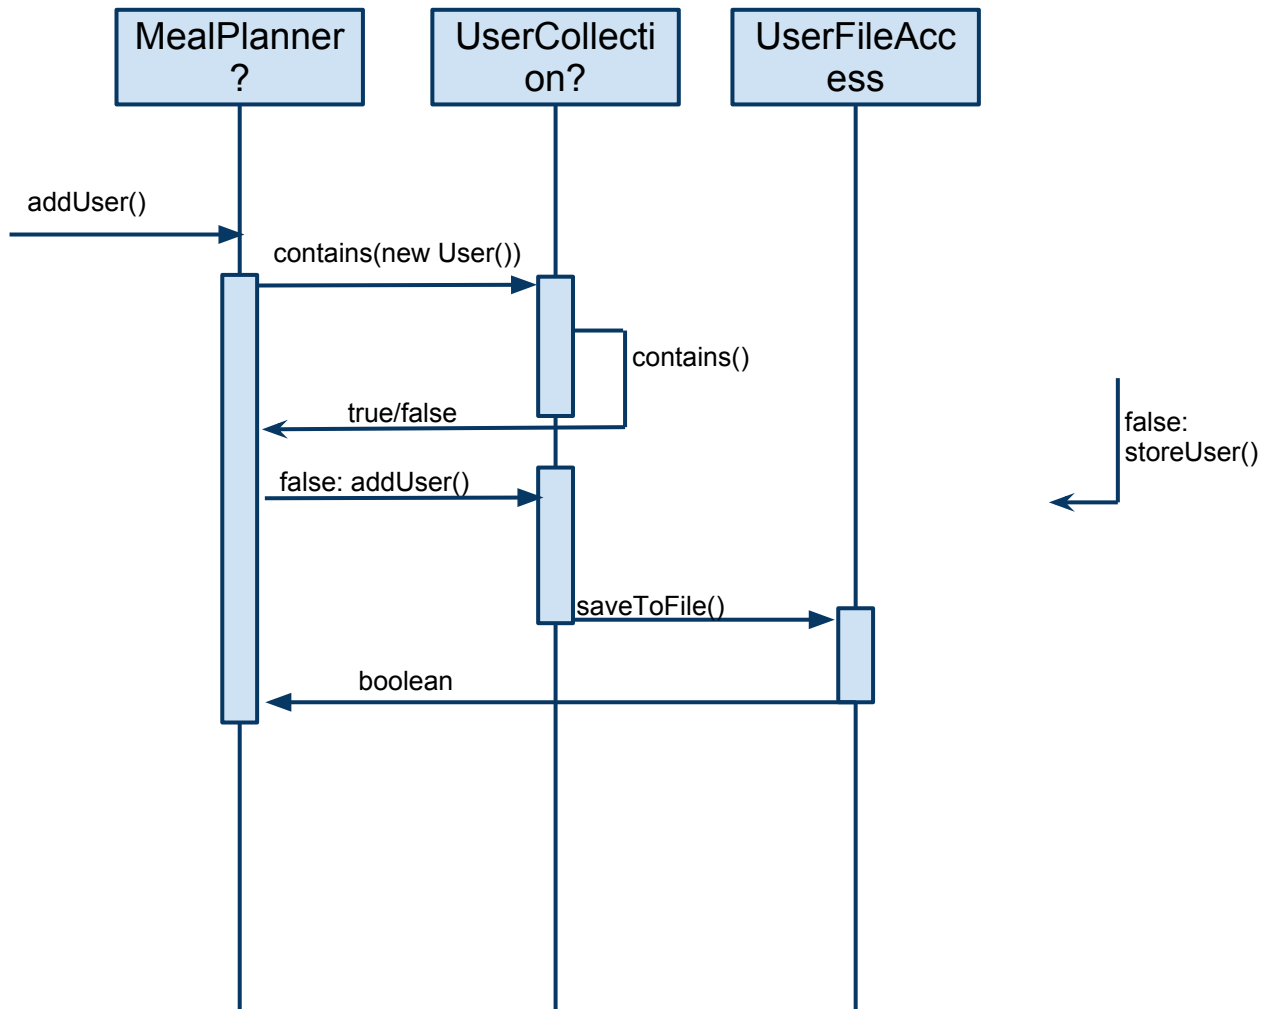 MealPlanner
?
UserCollecti
on?
UserFileAcc
ess
addUser()
contains(new User())
contains()
true/false
false:
storeUser()
false: addUser()
saveToFile()
boolean